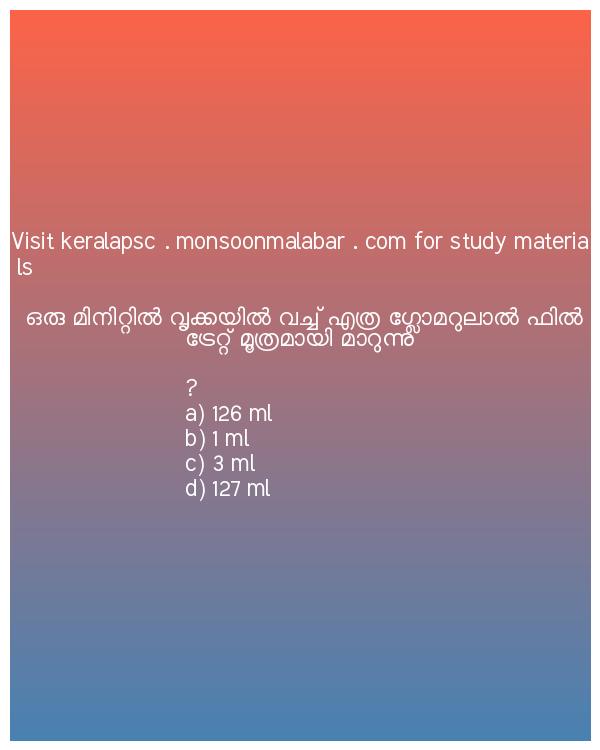 Visit keralapsc . monsoonmalabar . com for study materia
ls
ഒരു മിനിറ്റിൽ വൃക്കയിൽ വച്ച് എത്ര ഗ്ലോമറുലാൽ ഫിൽ
ട്രേറ്റ് മൂത്രമായി മാറുന്നു
?
a) 126 ml
b) 1 ml
c) 3 ml
d) 127 ml